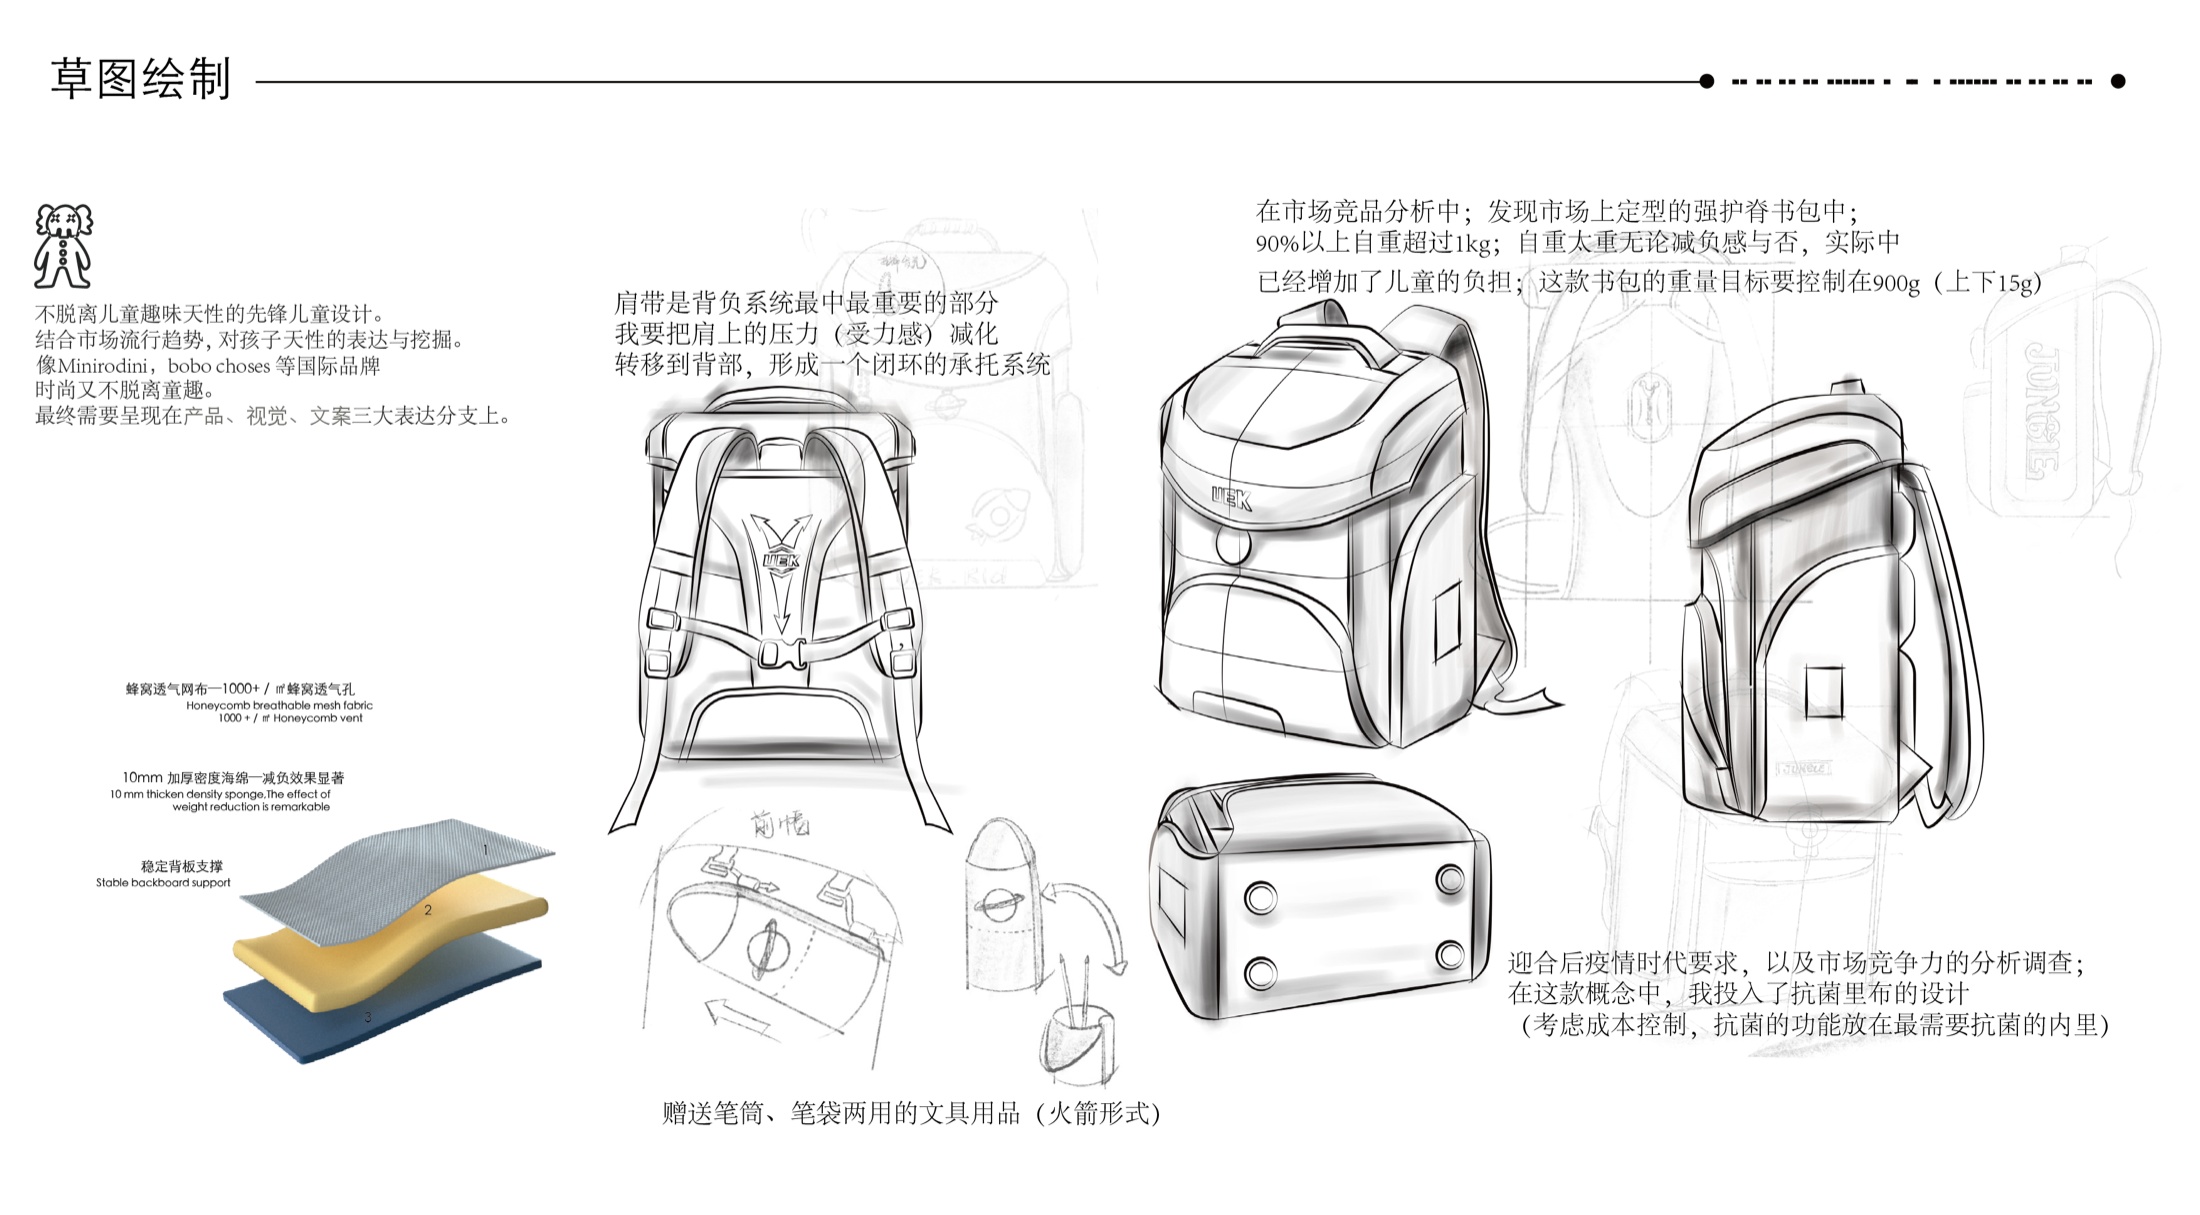 草图绘制
不脱离儿童趣味天性的先锋儿童设计。
结合市场流行趋势，对孩子天性的表达与挖掘。
像Minirodini，bobo choses 等国际品牌
时尚又不脱离童趣。
最终需要呈现在产品、视觉、文案三大表达分支上。
蜂窝透气网布—1000+ / ㎡蜂窝透气孔
Honeycomb breathable mesh fabric
1000 + / ㎡ Honeycomb vent
10mm 加厚密度海绵—减负效果显著
10 mm thicken density sponge,The effect of
weight reduction is remarkable
稳定背板支撑
Stable backboard support
1
2
3
肩带是背负系统最中最重要的部分
我要把肩上的压力（受力感）减化
转移到背部，形成一个闭环的承托系统
UEK
前幅
赠送笔筒、笔袋两用的文具用品（火箭形式）
在市场竞品分析中；发现市场上定型的强护脊书包中；
90%以上自重超过1kg；自重太重无论减负感与否，实际中
已经增加了儿童的负担；这款书包的重量目标要控制在900g（上下15g）
UEK
JUNGLE
JUNGLE
迎合后疫情时代要求，以及市场竞争力的分析调查；
在这款概念中，我投入了抗菌里布的设计
（考虑成本控制，抗菌的功能放在最需要抗菌的内里）